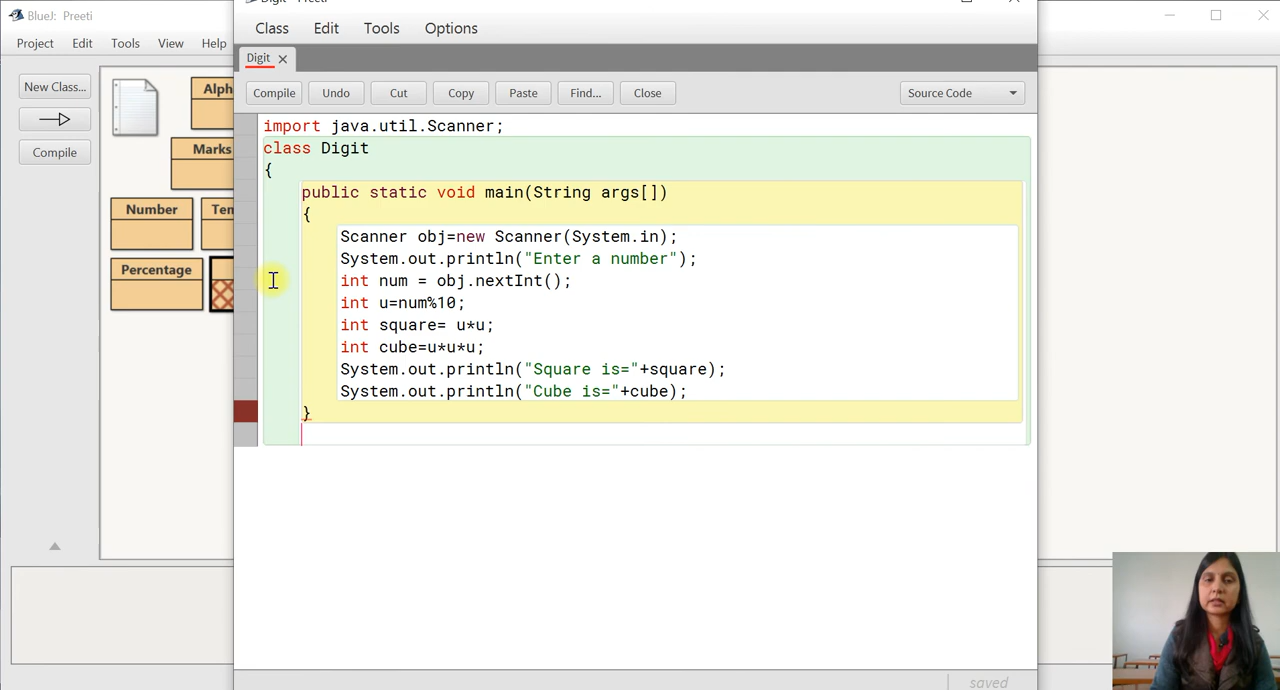 BlueJ: Preeti
Project Edit Tools View Help
New Class...
Compile
Alph
Marks
Number
Ten
Percentage
Class Edit Tools Options
Digit
Compile Undo Cut Copy Paste Find... Close Source Code
import java.util.Scanner;
class Digit
{
public static void main(String args[])
{
Scanner obj=new Scanner(System.in);
System.out.println("Enter a number");
int num = obj.nextInt();
int u=num%10;
int square= u*u;
int cube=u*u*u;
System.out.println("Square is="+square);
System.out.println("Cube is="+cube);
}
saved